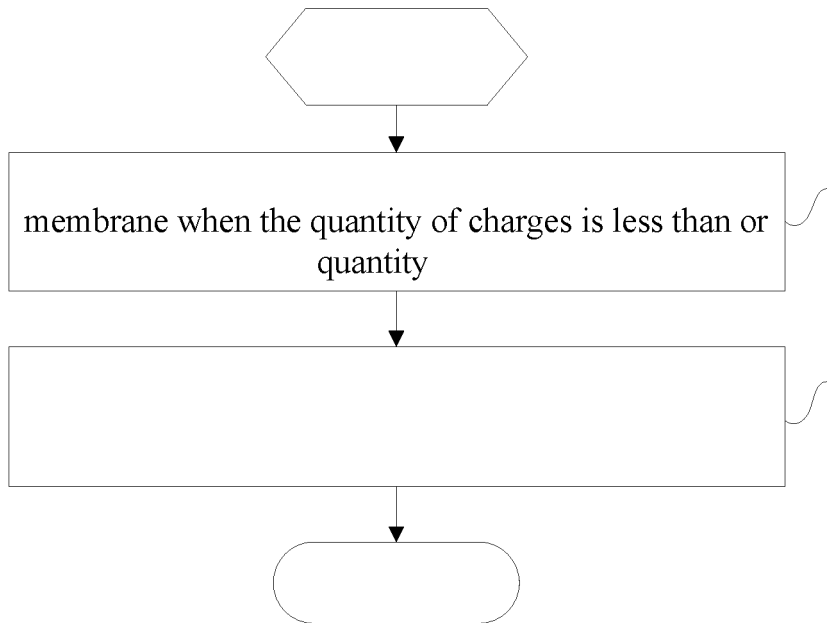 membrane when the quantity of charges is less than or
quantity